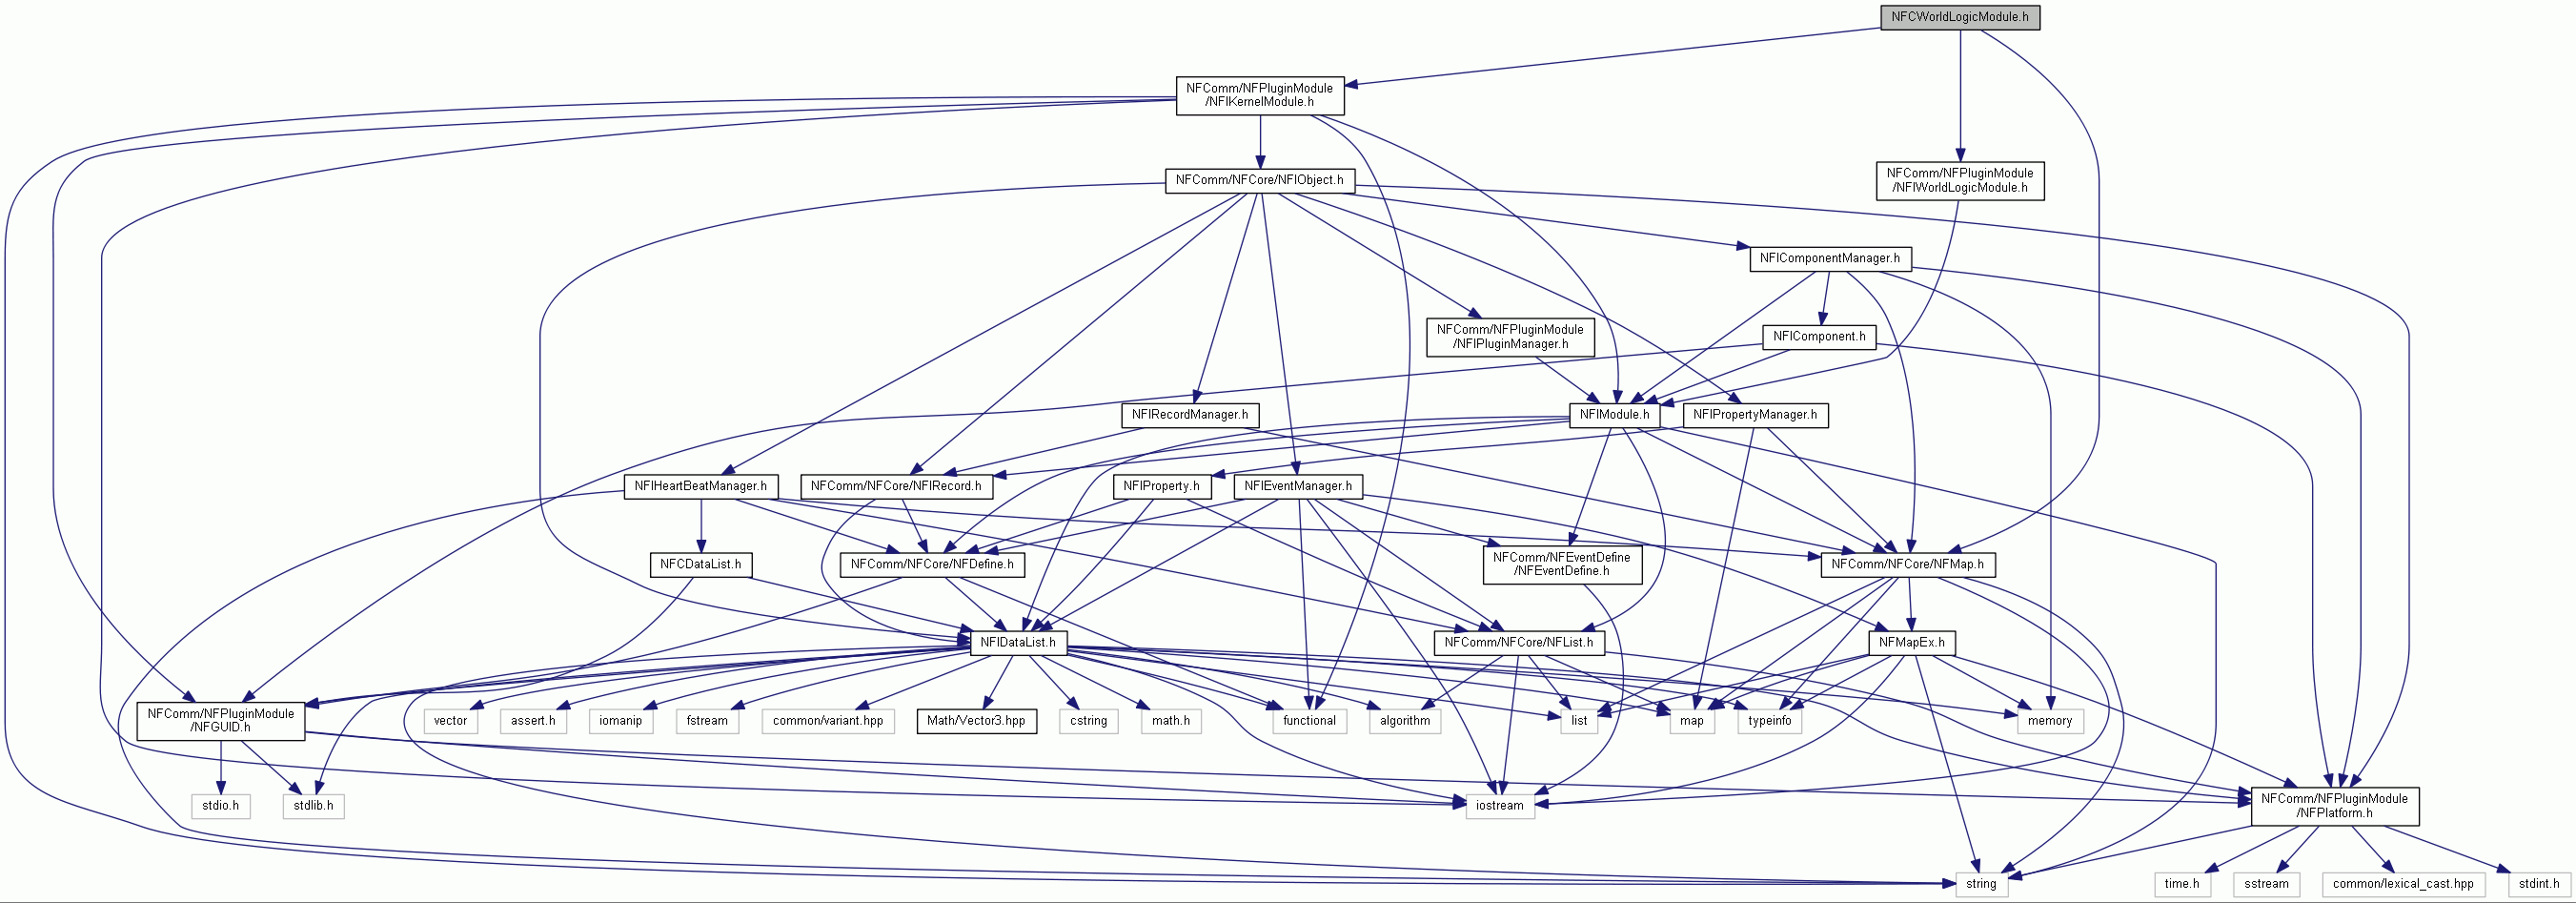 NFCWorldLogicModule.h
NFComm/NFPluginModule
/NFIKernelModule.h
NFComm/NFCore/NFIObject.h
NFComm/NFPluginModule
/NFIWorldLogicModule.h
NFIComponentManager.h
NFComm/NFPluginModule
/NFIPluginManager.h
NFIComponent.h
NFIRecordManager.h
NFIModule.h
NFIPropertyManager.h
NFIHeartBeatManager.h
NFComm/NFCore/NFIRecord.h
NFIProperty.h
NFIEventManager.h
NFCDataList.h
NFComm/NFCore/NFDefine.h
NFComm/NFEventDefine
/NFEventDefine.h
NFComm/NFCore/NFMap.h
NFIDataList.h
NFComm/NFCore/NFList.h
NFMapEx.h
NFComm/NFPluginModule
/NFGUID.h
vector
assert.h
iomanip
fstream
common/variant.hpp
Math/Vector3.hpp
cstring
math.h
functional
algorithm
list
map
typeinfo
memory
stdio.h
stdlib.h
iostream
NFComm/NFPluginModule
/NFPlatform.h
string
time.h
sstream
common/lexical_cast.hpp
stdint.h